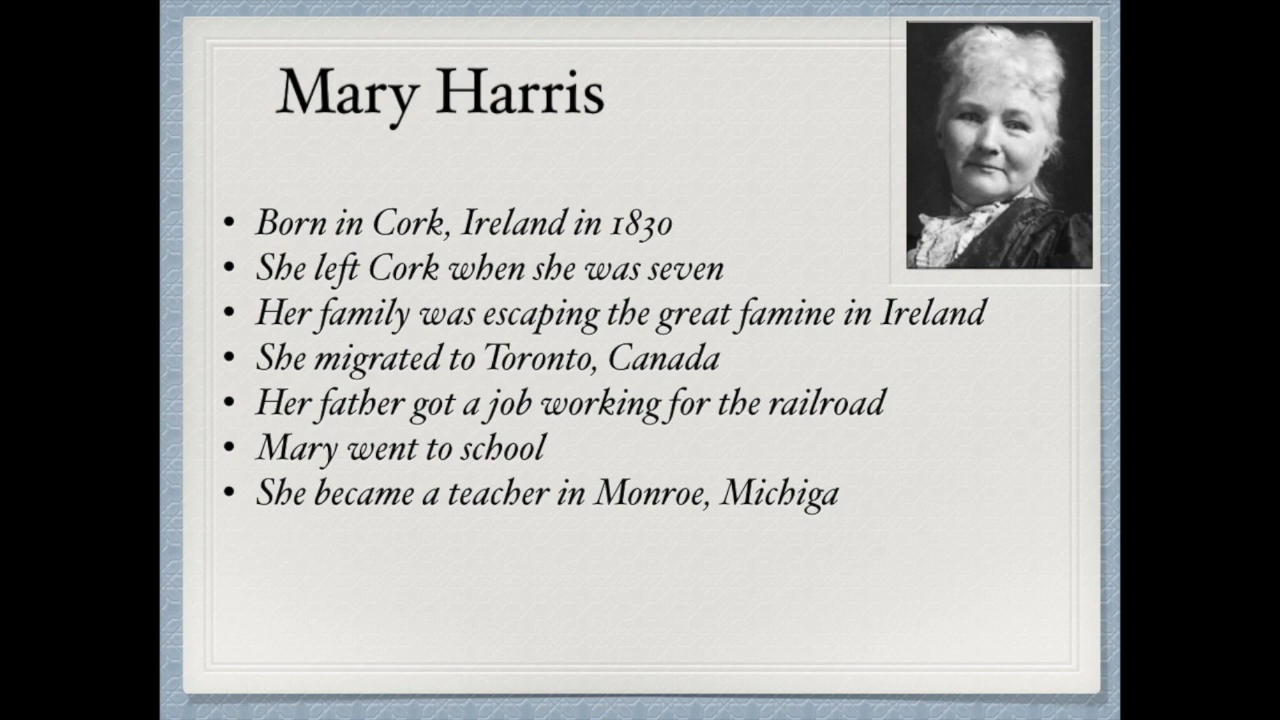 Mary Harris
• Born in Cork, Ireland in 1830
• She left Cork when she was seven
• Her family was escaping the great famine in Ireland
• She migrated to Toronto, Canada
• Her father got a job working for the railroad
• Mary went to school
• She became a teacher in Monroe, Michiga